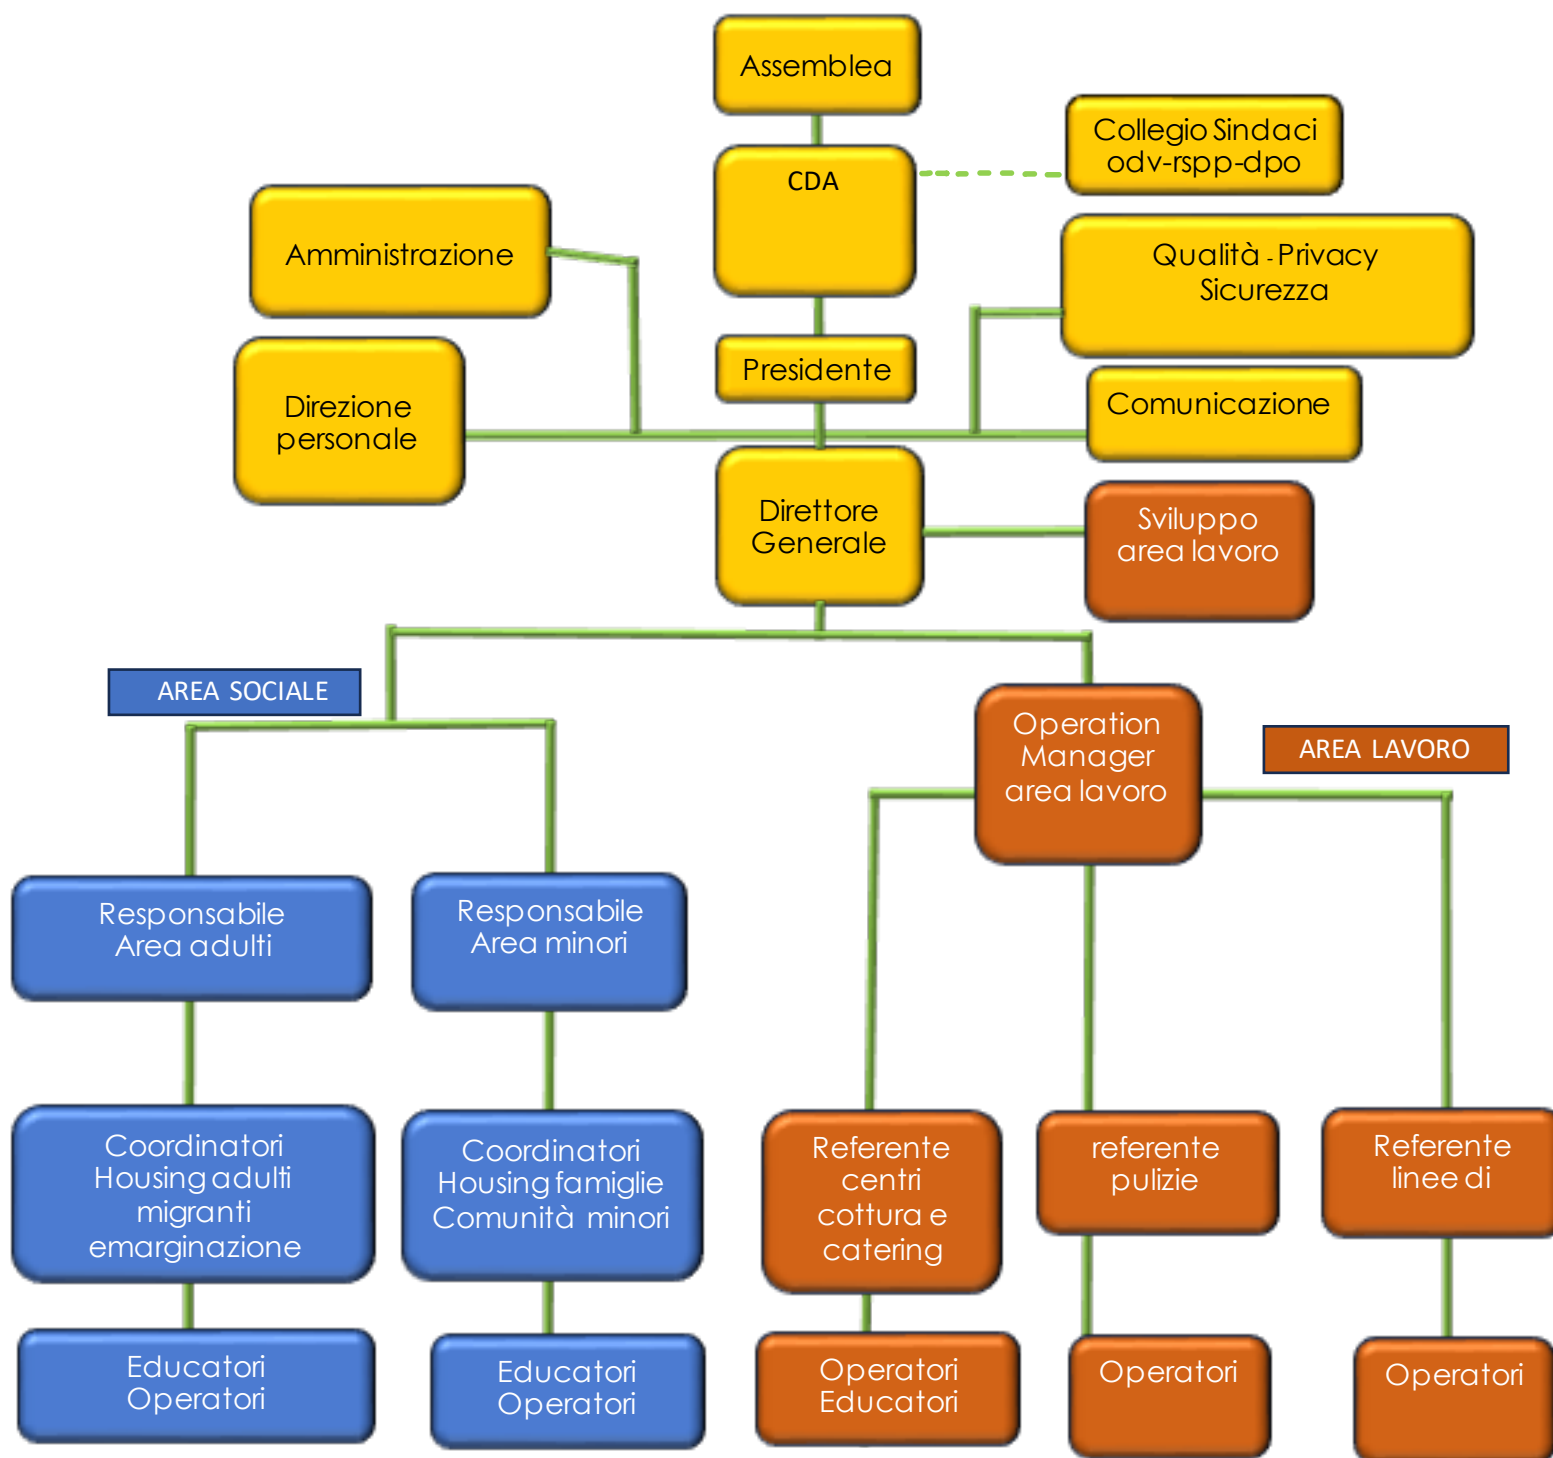 Assemblea
Collegio Sindaci
odv-rspp-dpo
CDA
Amministrazione
Qualità - Privacy
Sicurezza
Presidente
Direzione
personale
Comunicazione
Direttore
Generale
Sviluppo
area lavoro
AREA SOCIALE
Operation
Manager
area lavoro
AREA LAVORO
Responsabile
Area adulti
Responsabile
Area minori
Coordinatori
Housing adulti
migranti
emarginazione
Coordinatori
Housing famiglie
Comunità minori
Referente
centri
cottura e
catering
referente
pulizie
Referente
linee di
Educatori
Operatori
Educatori
Operatori
Operatori
Educatori
Operatori
Operatori